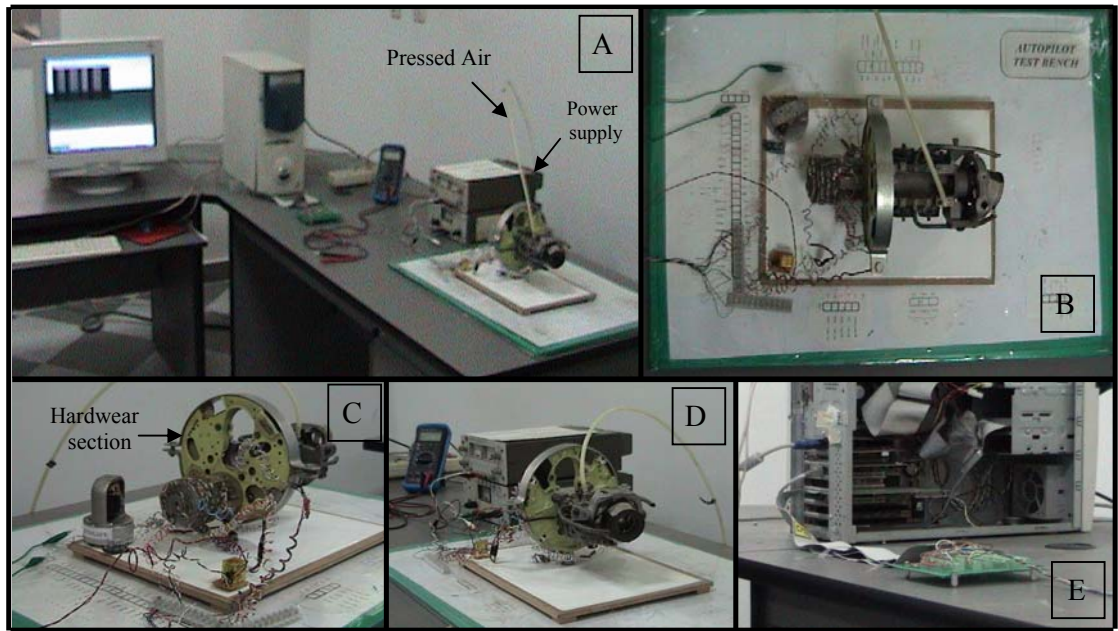 A
Pressed Air
Power
supply
AUTOPILOT
TEST BENCH
B
Hardwear
section
C
D
E